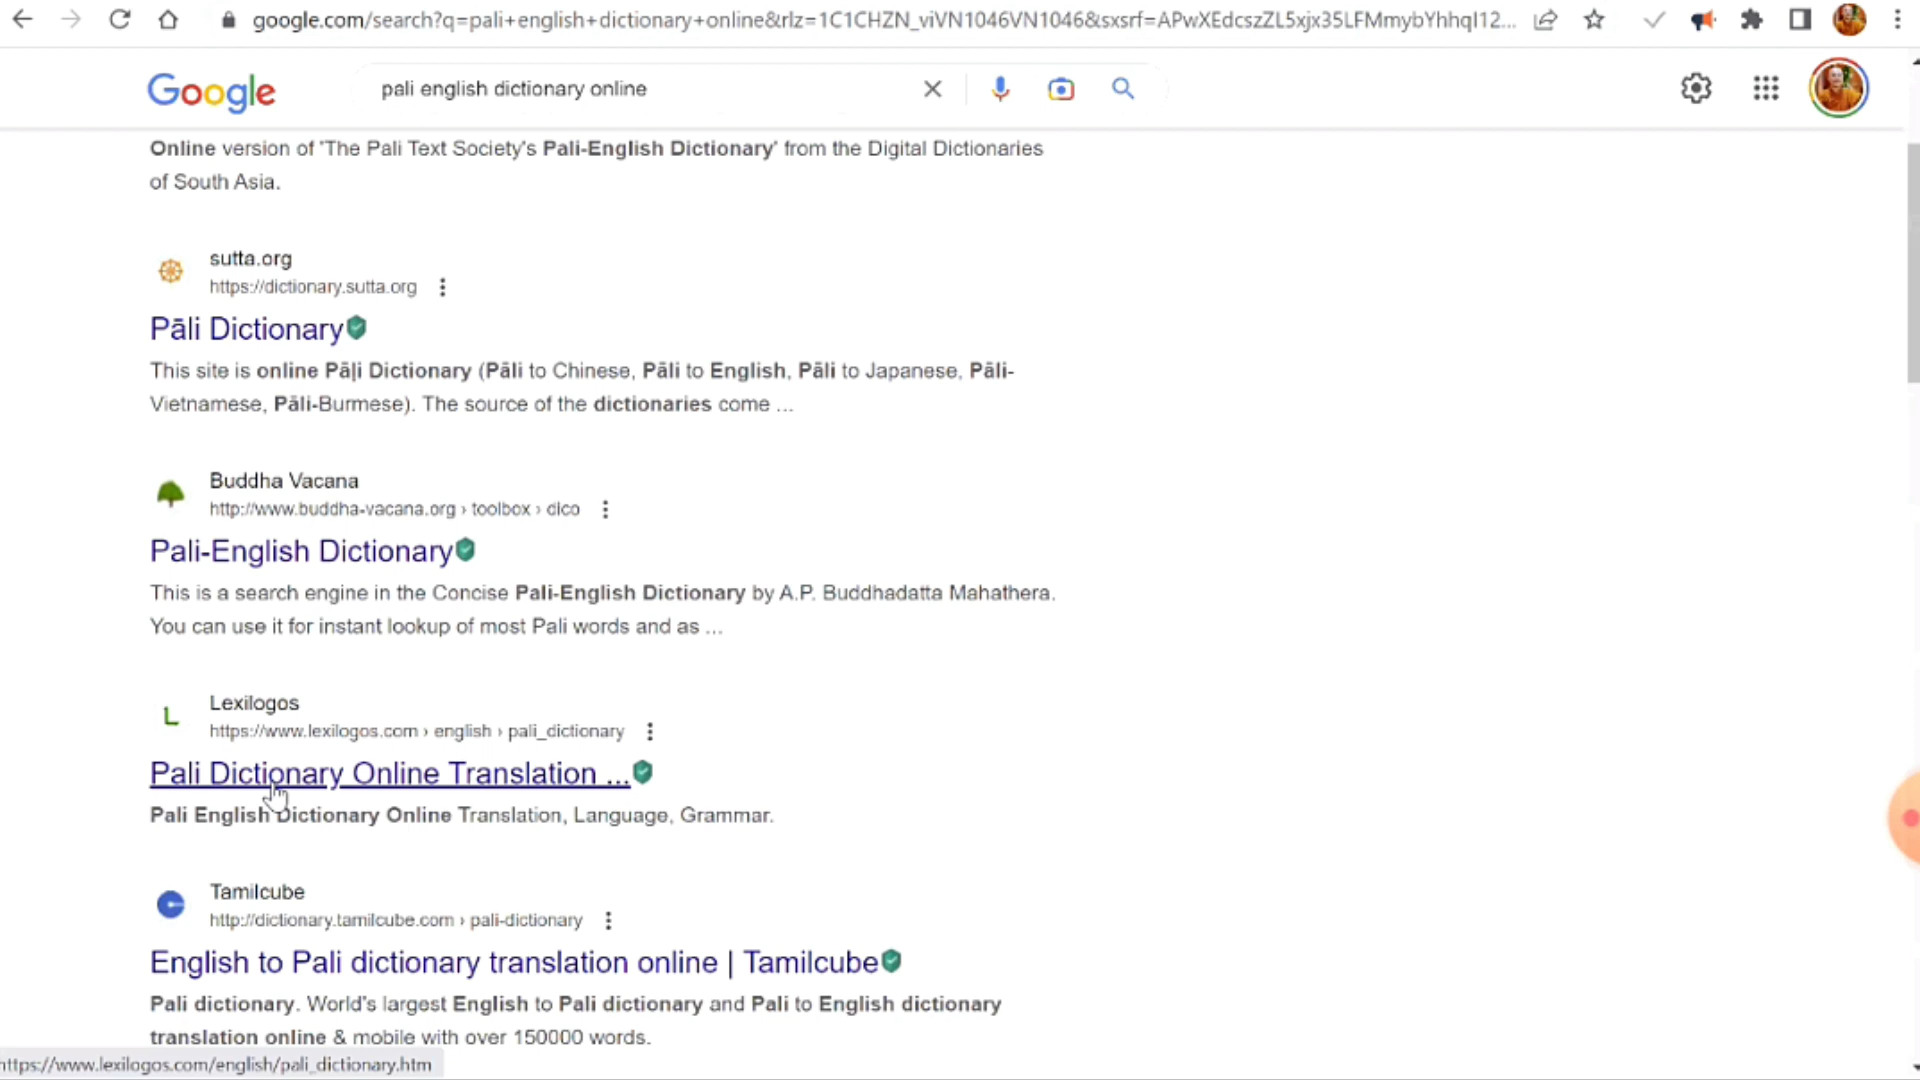 google.com/search?q=pali+english+dictionary+online&rlz=1C1CHZN_viVN1046VN1046&sxsrf=APwXEdcszZL5xjx35LFMmybYhhqI12...
Google
pali english dictionary online
Online version of 'The Pali Text Society's Pali-English Dictionary' from the Digital Dictionaries
of South Asia.
sutta.org
https://dictionary.sutta.org
Pāli Dictionary
This site is online Pāḷi Dictionary (Pāli to Chinese, Pāli to English, Pāli to Japanese, Pāli-
Vietnamese, Pāli-Burmese). The source of the dictionaries come ...
Buddha Vacana
http://www.buddha-vacana.org › toolbox › dico
Pali-English Dictionary
This is a search engine in the Concise Pali-English Dictionary by A.P. Buddhadatta Mahathera.
You can use it for instant lookup of most Pali words and as ...
L
Lexilogos
https://www.lexilogos.com › english › pali_dictionary
Pali Dictionary Online Translation ...
Pali English Dictionary Online Translation, Language, Grammar.
Tamilcube
http://dictionary.tamilcube.com › pali-dictionary
English to Pali dictionary translation online | Tamilcube
Pali dictionary. World's largest English to Pali dictionary and Pali to English dictionary
translation online & mobile with over 150000 words.
https://www.lexilogos.com/english/pali_dictionary.htm